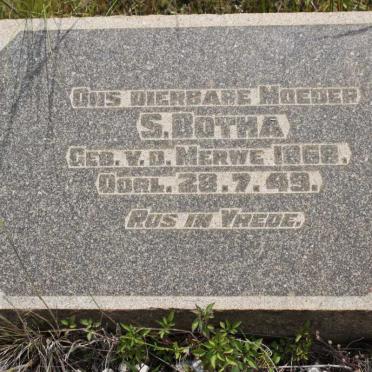 ONS DIERBARE MOEDER
S. BOTHA
GEB. V.D. MERWE 1868.
OORL. 28.7.49.
RUS IN VREDE.